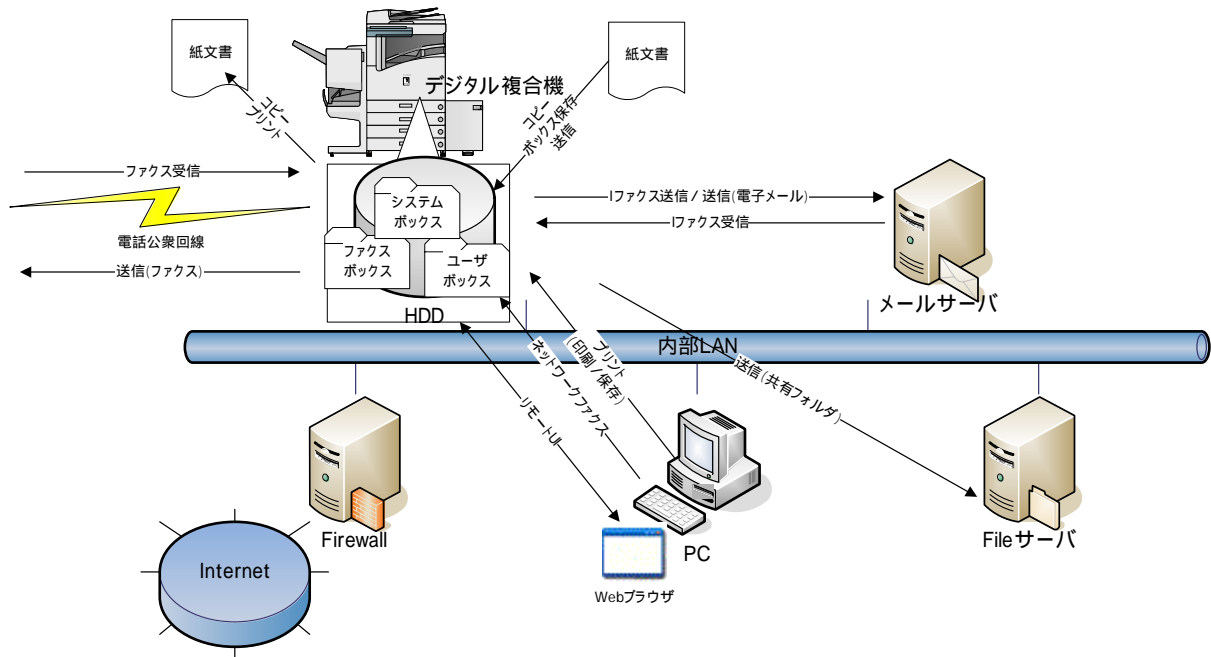 紙文書
紙文書
デジタル複合機
コピー
プリント
コピー
ボックス保存
送信
ファクス受信
電話公衆回線
送信(ファクス)
システム
ボックス
ファクス
ボックス
ユーザ
ボックス
HDD
Iファクス送信 / 送信(電子メール)
Iファクス受信
メールサーバ
内部LAN
プリント
(印刷 / 保存)
ネットワークファクス
リモートUI
送信(共有フォルダ)
Firewall
Internet
PC
Webブラウザ
Fileサーバ